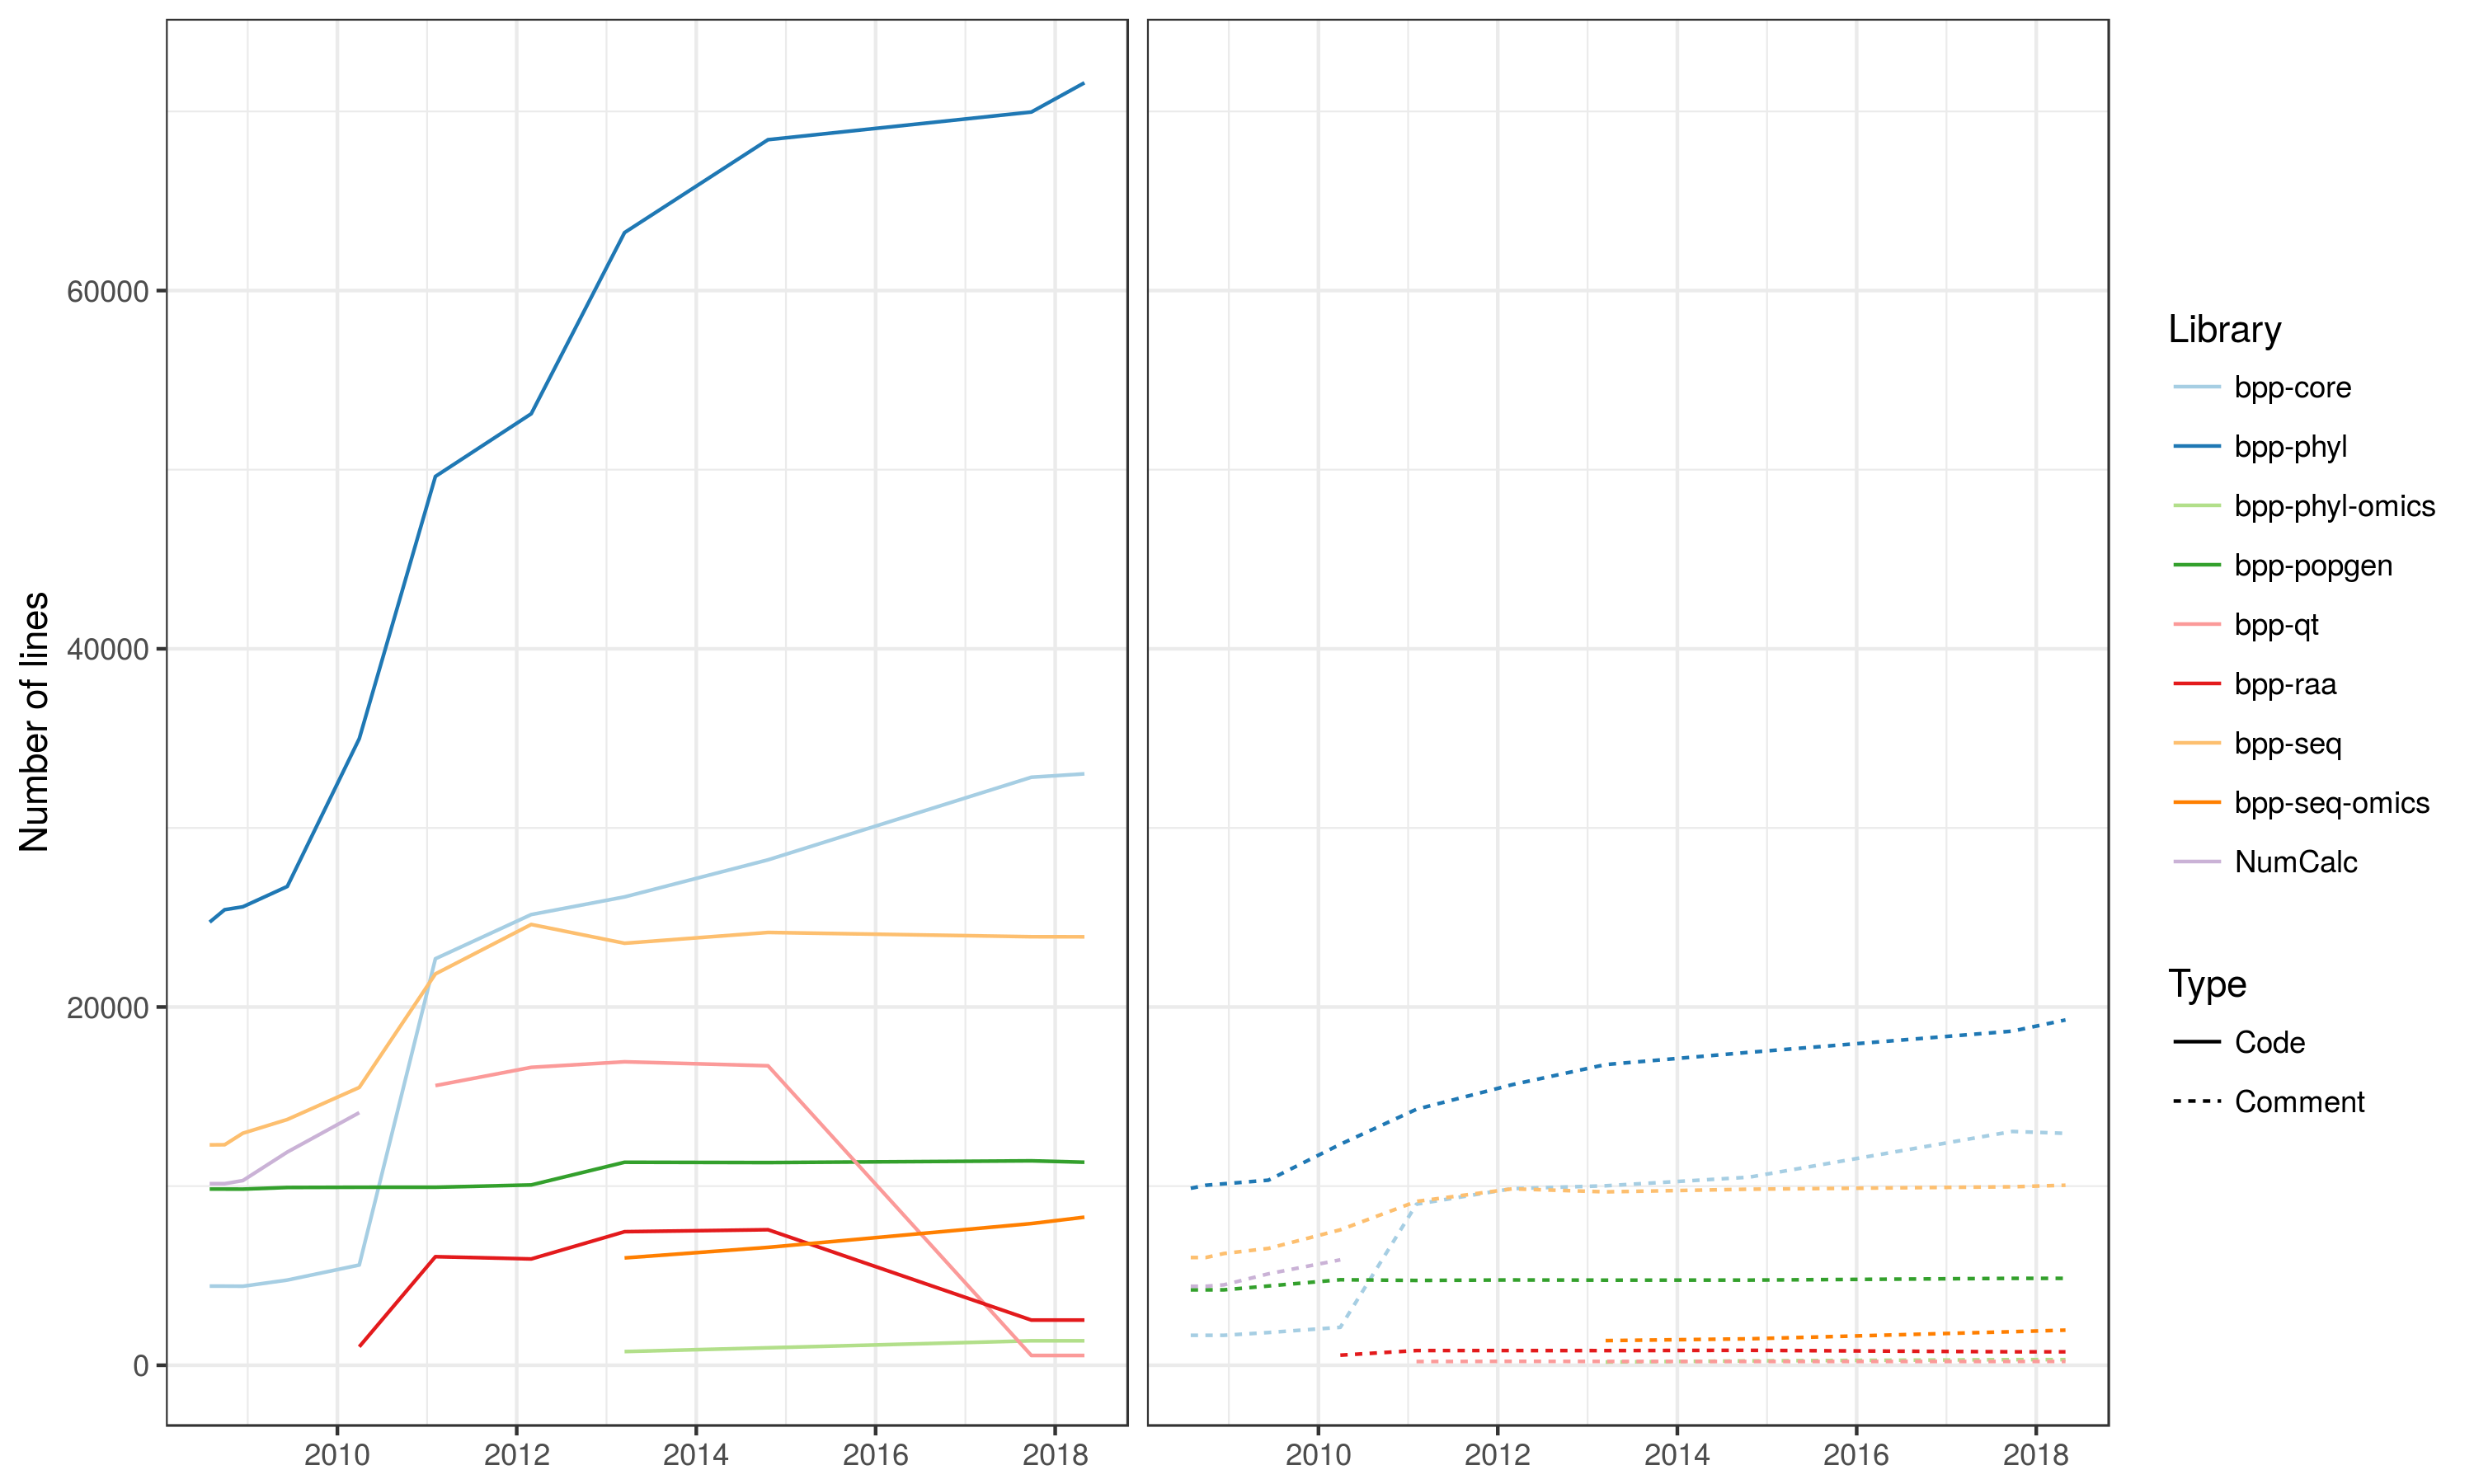 Number of lines
60000
40000
20000
0
2010 2012 2014 2016 2018
2010 2012 2014 2016 2018
Library
bpp-core
bpp-phyl
bpp-phyl-omics
bpp-popgen
bpp-qt
bpp-raa
bpp-seq
bpp-seq-omics
NumCalc
Type
Code
Comment